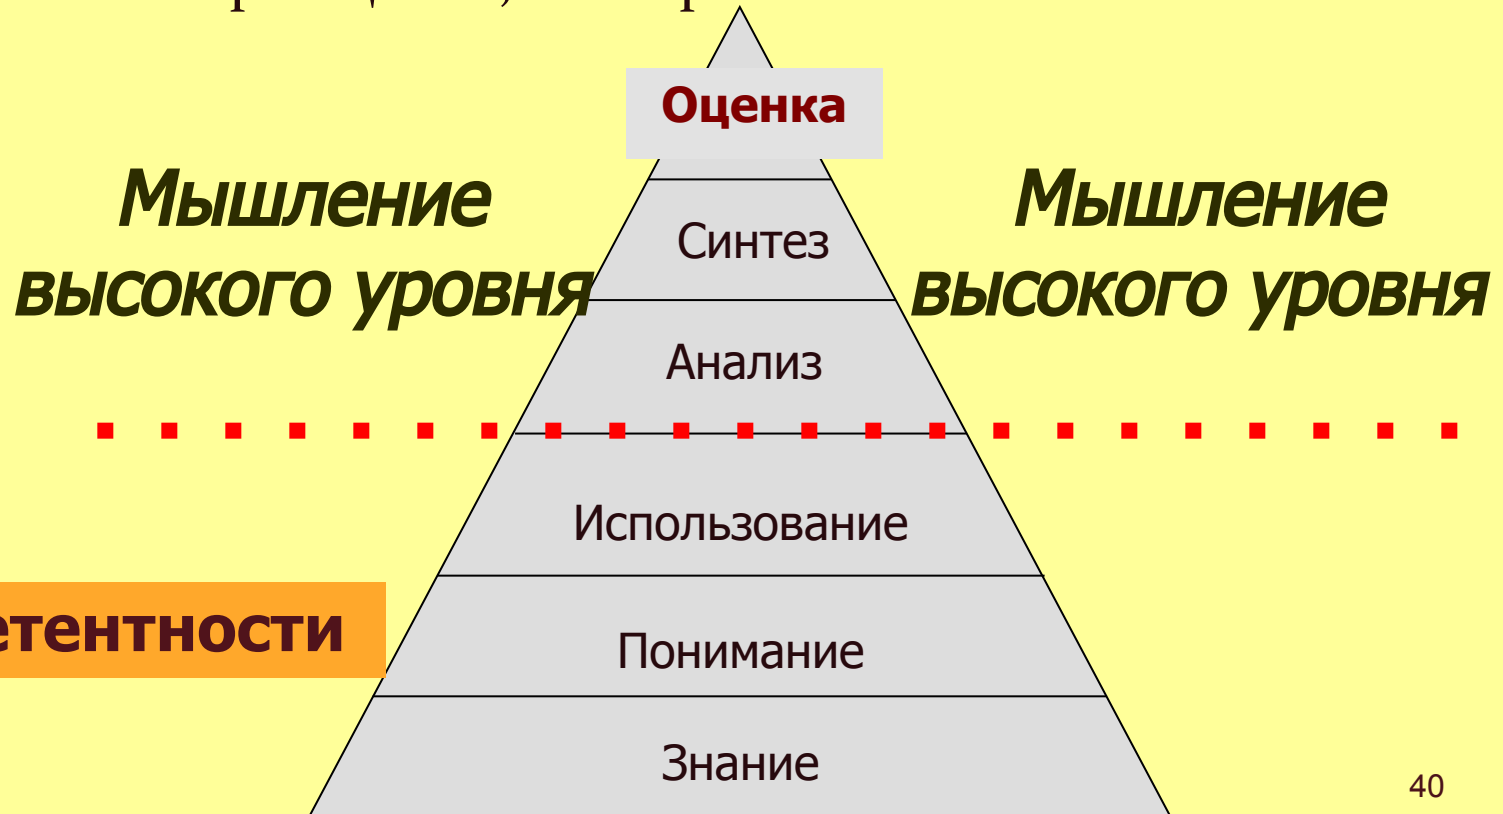 Оценка
Мышление
высокого уровня
Мышление
высокого уровня
Синтез
Анализ
Использование
етентности
Понимание
Знание
40